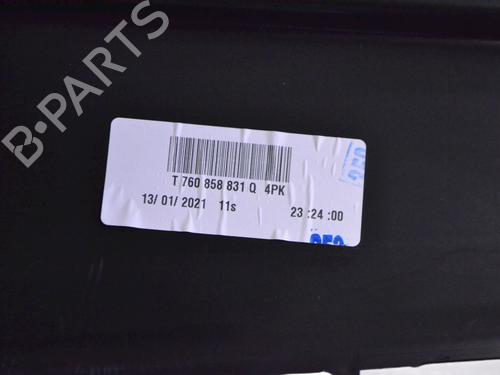 B-PARTS
T 760 858 831 Q 4PK
13/ 01/ 2021 11s 23 :24 :00